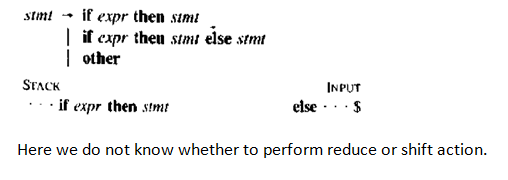 stmt → if expr then stmt
| if expr then stmt else stmt
| other
STACK INPUT
· · · if expr then stmt else · · · $
Here we do not know whether to perform reduce or shift action.